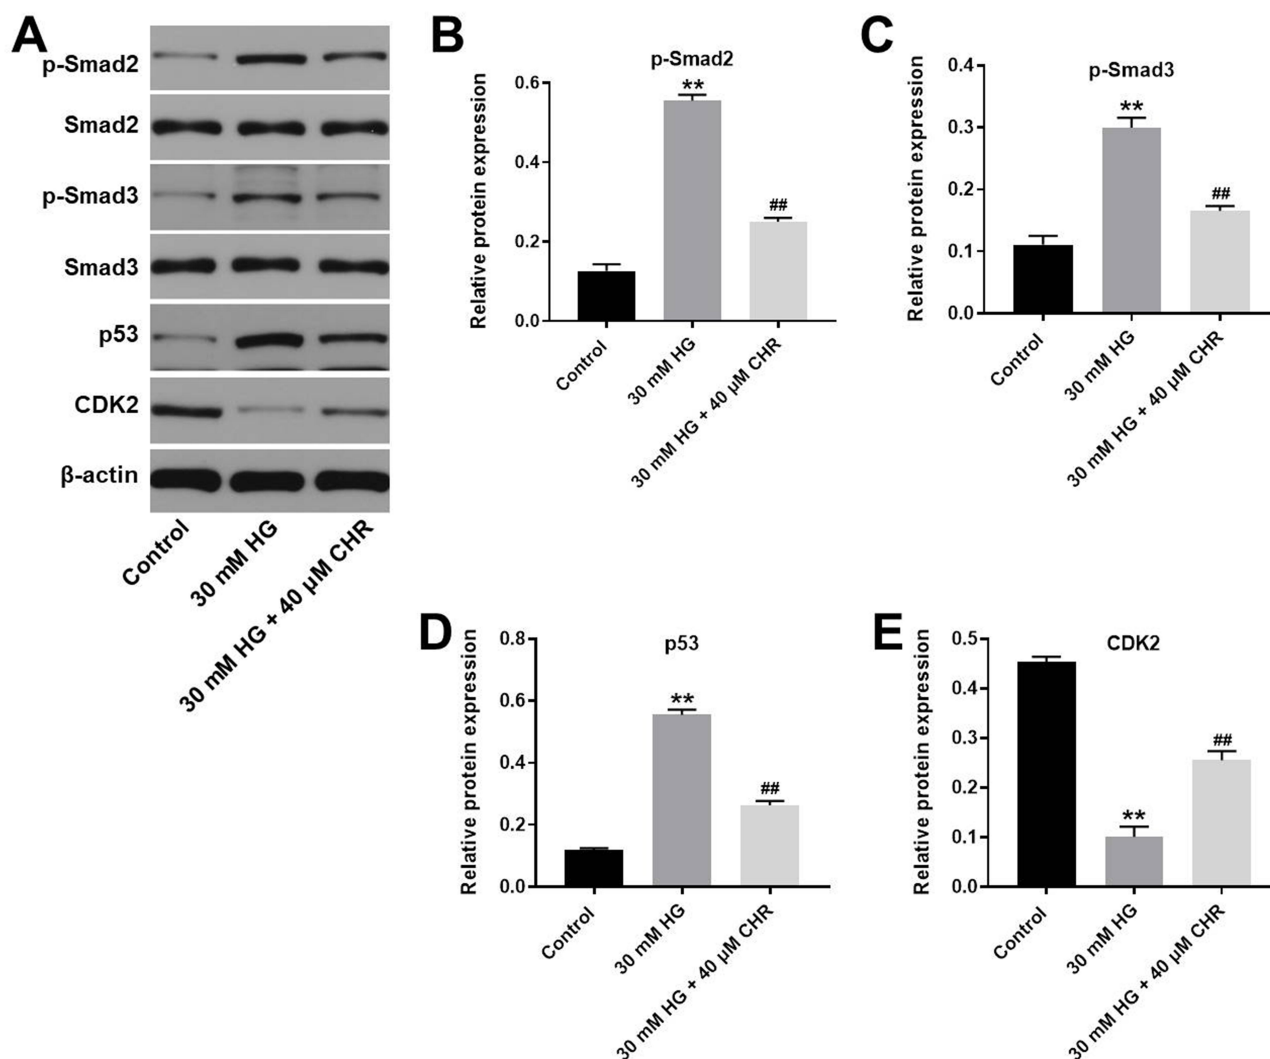 A
p-Smad2
Smad2
p-Smad3
Smad3
p53
CDK2
β-actin
Control
30 mM HG
30 mM HG + 40 µM CHR
B
p-Smad2
Relative protein expression
0.6
0.4
0.2
0.0
**
##
Control
30 mM HG
30 mM HG + 40 µM CHR
C
p-Smad3
Relative protein expression
0.4
0.3
0.2
0.1
0.0
**
##
Control
30 mM HG
30 mM HG + 40 µM CHR
D
p53
Relative protein expression
0.8
0.6
0.4
0.2
0.0
**
##
Control
30 mM HG
30 mM HG + 40 µM CHR
E
CDK2
Relative protein expression
0.5
0.4
0.3
0.2
0.1
0.0
**
##
Control
30 mM HG
30 mM HG + 40 µM CHR